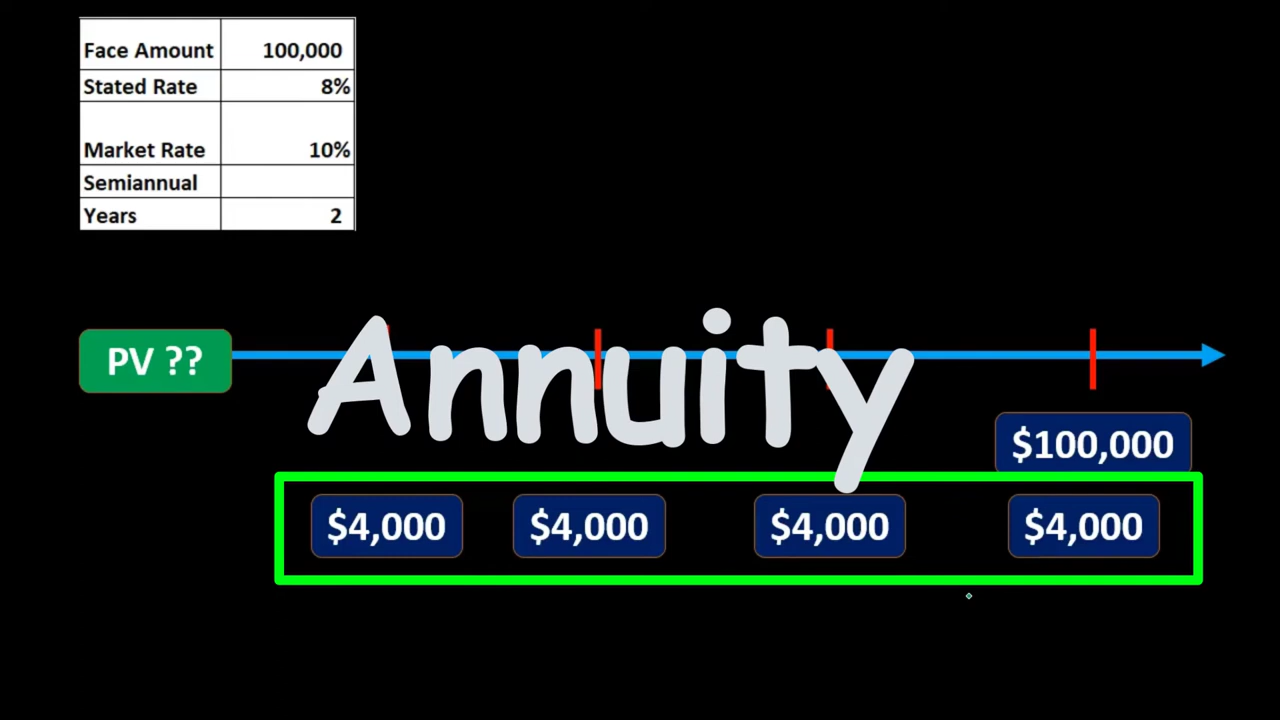 Face Amount 100,000
Stated Rate 8%
Market Rate 10%
Semiannual
Years 2
PV ??
Annuity
$100,000
$4,000 $4,000 $4,000 $4,000